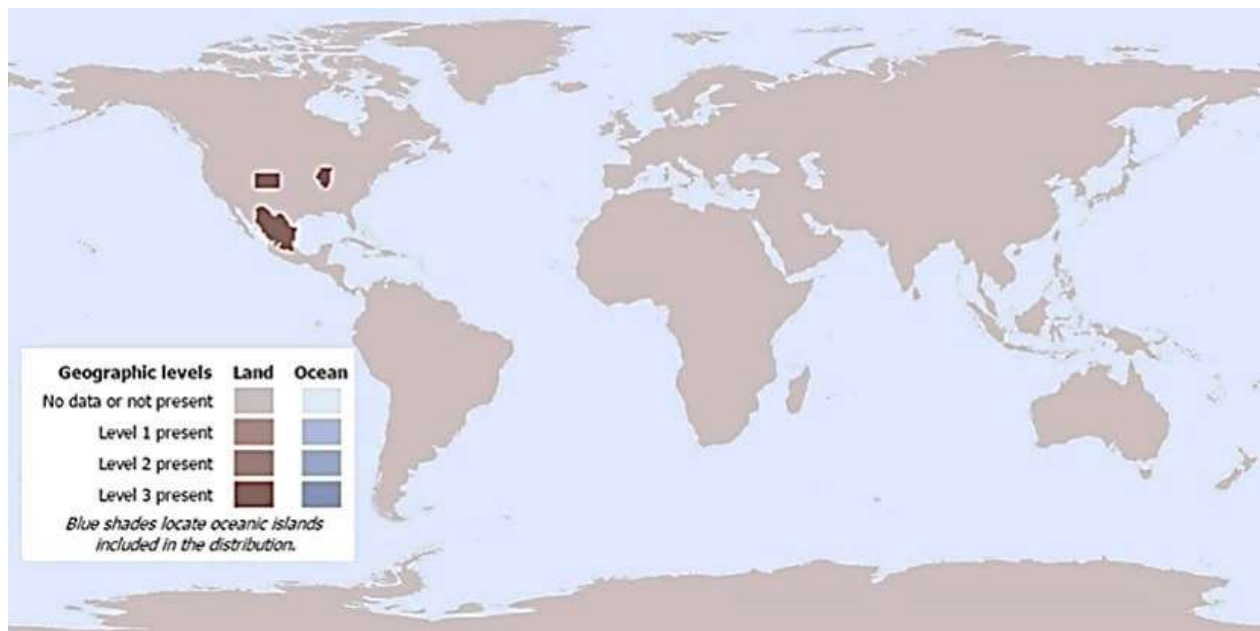 Geographic levels Land Ocean
No data or not present
Level 1 present
Level 2 present
Level 3 present
Blue shades locate oceanic islands
included in the distribution.